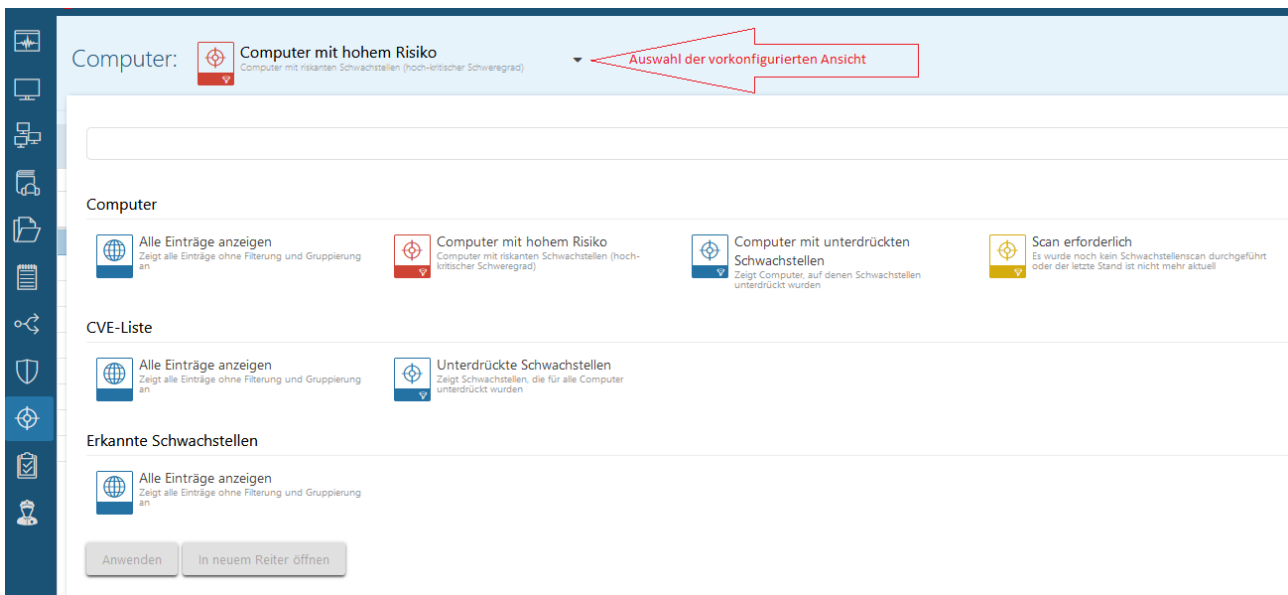 Computer:
Computer mit hohem Risiko
Computer mit riskanten Schwachstellen (hoch-kritischer Schweregrad)
Auswahl der vorkonfigurierten Ansicht
Computer
Alle Einträge anzeigen
Zeigt alle Einträge ohne Filterung und Gruppierung
an
Computer mit hohem Risiko
Computer mit riskanten Schwachstellen (hoch-
kritischer Schweregrad)
Computer mit unterdrückten
Schwachstellen
Zeigt Computer, auf denen Schwachstellen
unterdrückt wurden
Scan erforderlich
Es wurde noch kein Schwachstellenscan durchgeführt
oder der letzte Stand ist nicht mehr aktuell
CVE-Liste
Alle Einträge anzeigen
Zeigt alle Einträge ohne Filterung und Gruppierung
an
Unterdrückte Schwachstellen
Zeigt Schwachstellen, die für alle Computer
unterdrückt wurden
Erkannte Schwachstellen
Alle Einträge anzeigen
Zeigt alle Einträge ohne Filterung und Gruppierung
an
Anwenden
In neuem Reiter öffnen